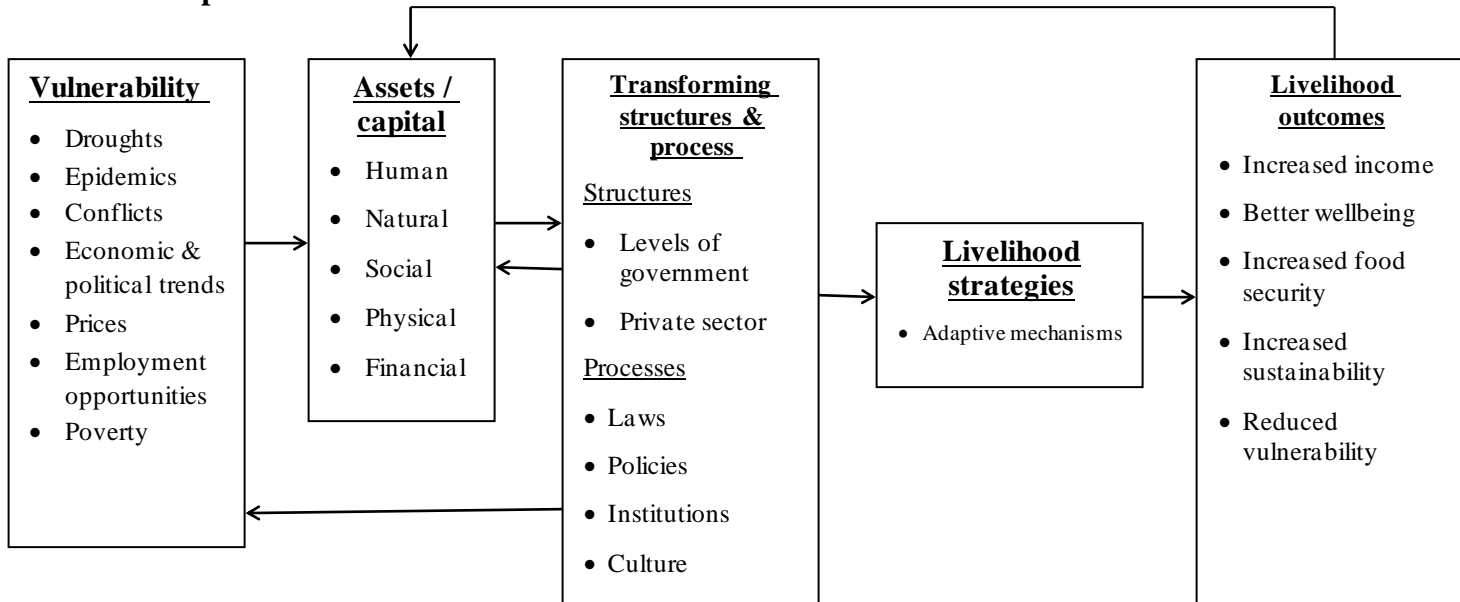 Vulnerability
• Droughts
• Epidemics
• Conflicts
• Economic &
political trends
• Prices
• Employment
opportunities
• Poverty
Assets /
capital
• Human
• Natural
• Social
• Physical
• Financial
Transforming
structures &
process
Structures
• Levels of
government
• Private sector
Processes
• Laws
• Policies
• Institutions
• Culture
Livelihood
strategies
• Adaptive mechanisms
Livelihood
outcomes
• Increased income
• Better wellbeing
• Increased food
security
• Increased
sustainability
• Reduced
vulnerability